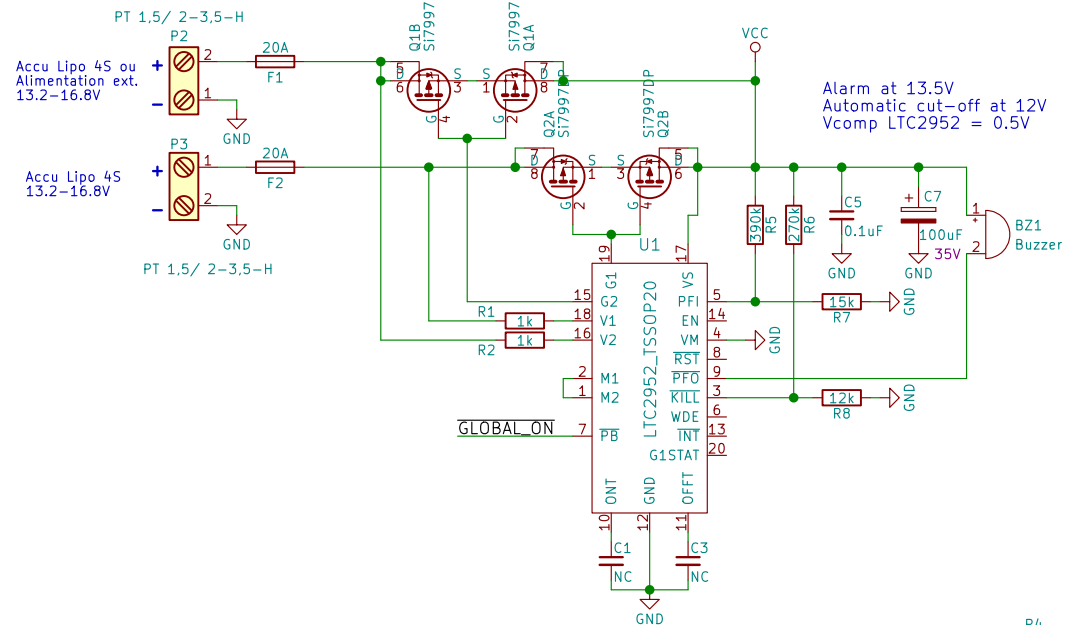 PT 1,5/ 2-3,5-H
P2
Accu Lipo 4S ou
Alimentation ext.
13.2-16.8V
+
-
2
1
GND
20A
F1
Q1B
Si7997
Q1A
Si7997
5
D
6
S
3
G
4
S
1
7
D
8
G
2
VCC
Alarm at 13.5V
Automatic cut-off at 12V
Vcomp LTC2952 = 0.5V
P3
Accu Lipo 4S
13.2-16.8V
+
-
1
2
GND
PT 1,5/ 2-3,5-H
20A
F2
Q2A
Si7997DP
Q2B
Si7997DP
7
D
8
S
1
G
2
S
3
5
D
6
G
4
390k
R5
270k
R6
C5
0.1uF
GND
+
C7
100uF
35V
GND
1
+
2
BZ1
Buzzer
U1
LTC2952_TSSOP20
19
G1
17
VS
15
G2
18
V1
16
V2
2
M1
1
M2
7
PB
5
PFI
14
EN
4
VM
8
RST
9
PFO
3
KILL
6
WDE
13
INT
20
G1STAT
10
ONT
12
GND
11
OFFT
R1
1k
1k
R2
GLOBAL_ON
15k
R7
GND
GND
12k
R8
GND
C1
NC
C3
NC
GND